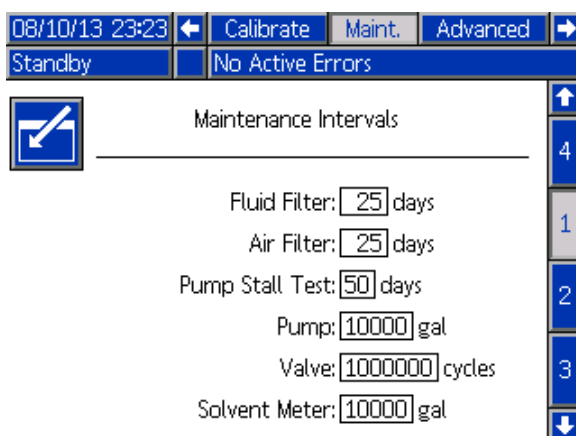 08/10/13 23:23 Calibrate Maint. Advanced
Standby No Active Errors
Maintenance Intervals
4
Fluid Filter: 25 days
1
Air Filter: 25 days
Pump Stall Test: 50 days
2
Pump: 10000 gal
Valve: 1000000 cycles
3
Solvent Meter: 10000 gal